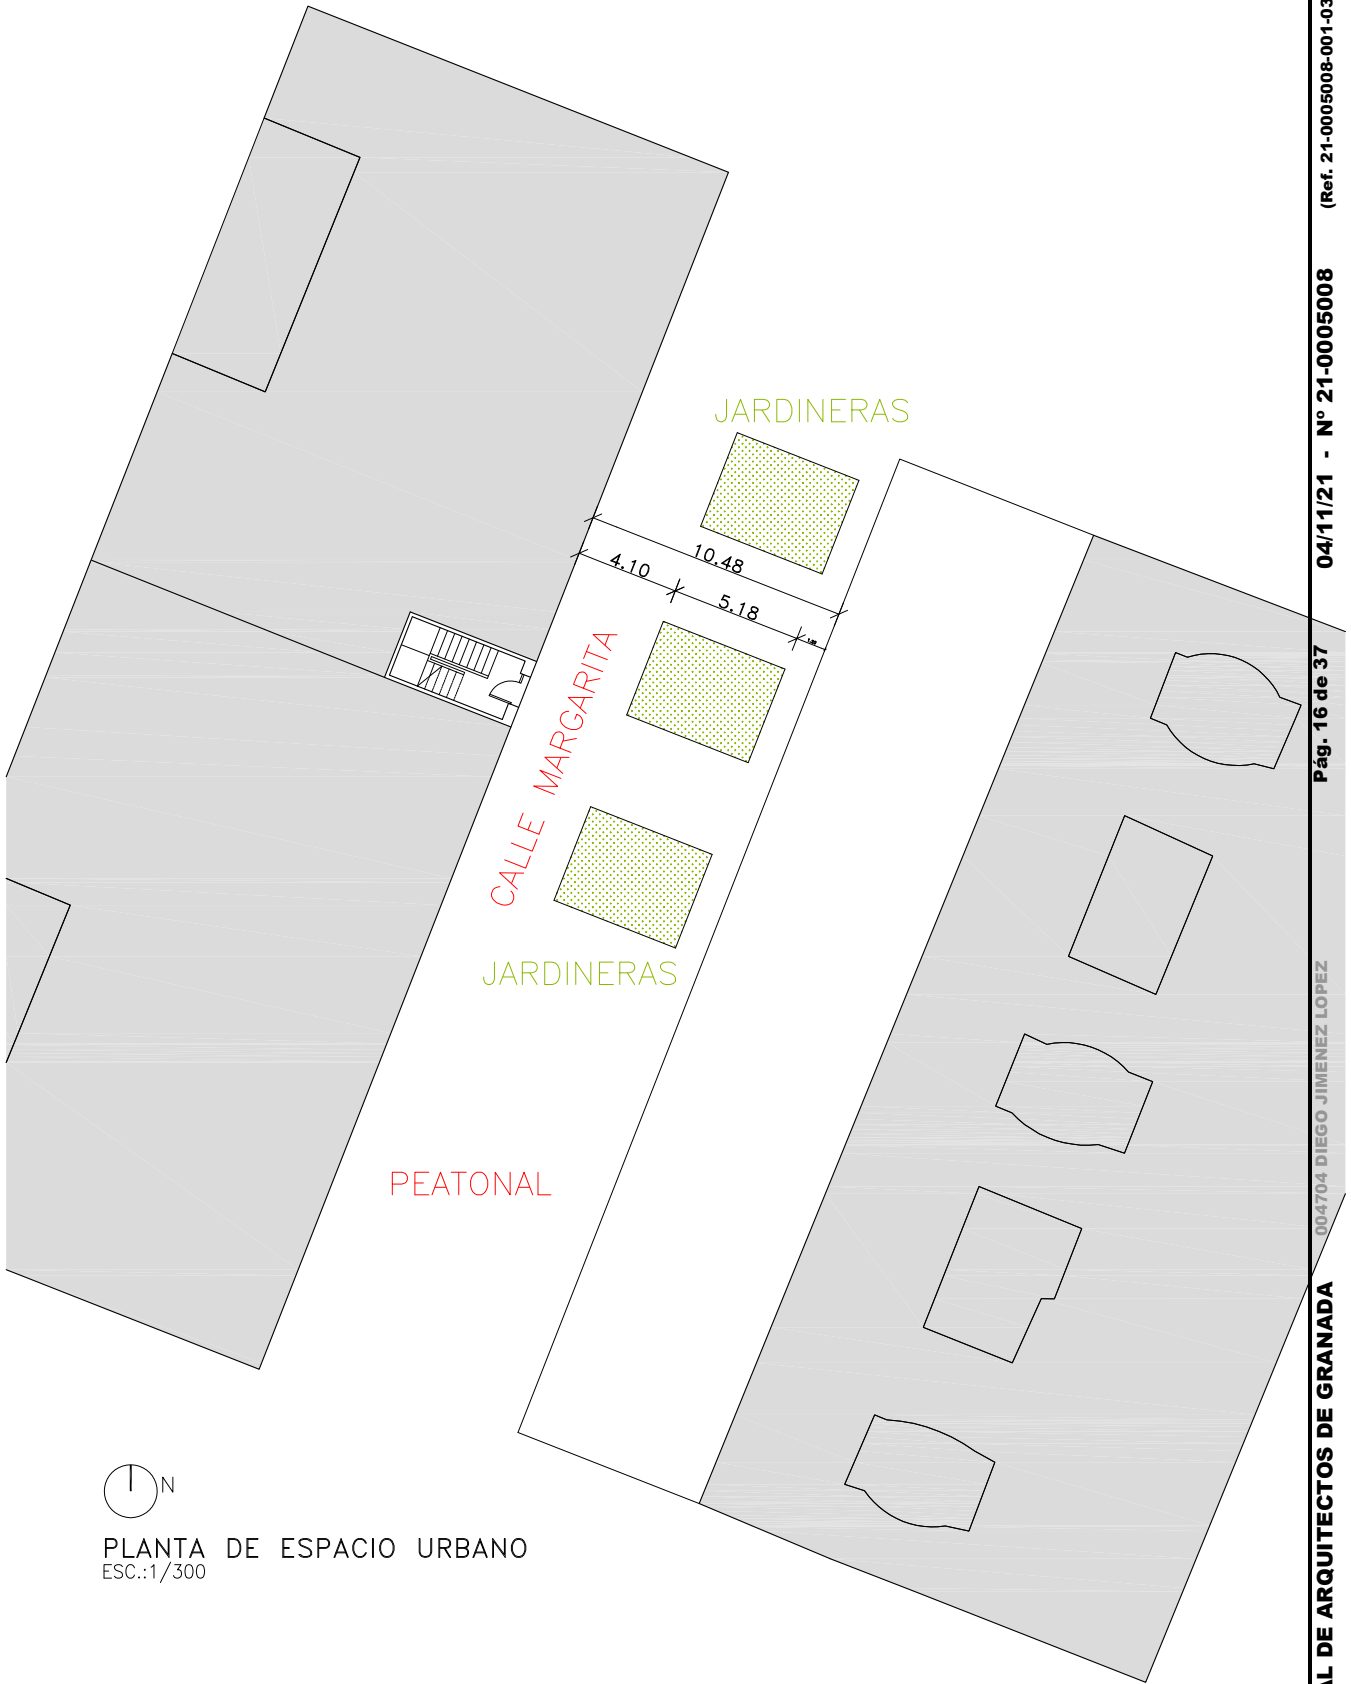 JARDINERAS
10.48
4.10
5.18
CALLE MARGARITA
JARDINERAS
PEATONAL
N
PLANTA DE ESPACIO URBANO
ESC.:1/300
(Ref. 21-0005008-001-03
04/11/21 - Nº 21-0005008
Pág. 16 de 37
004704 DIEGO JIMENEZ LOPEZ
AL DE ARQUITECTOS DE GRANADA